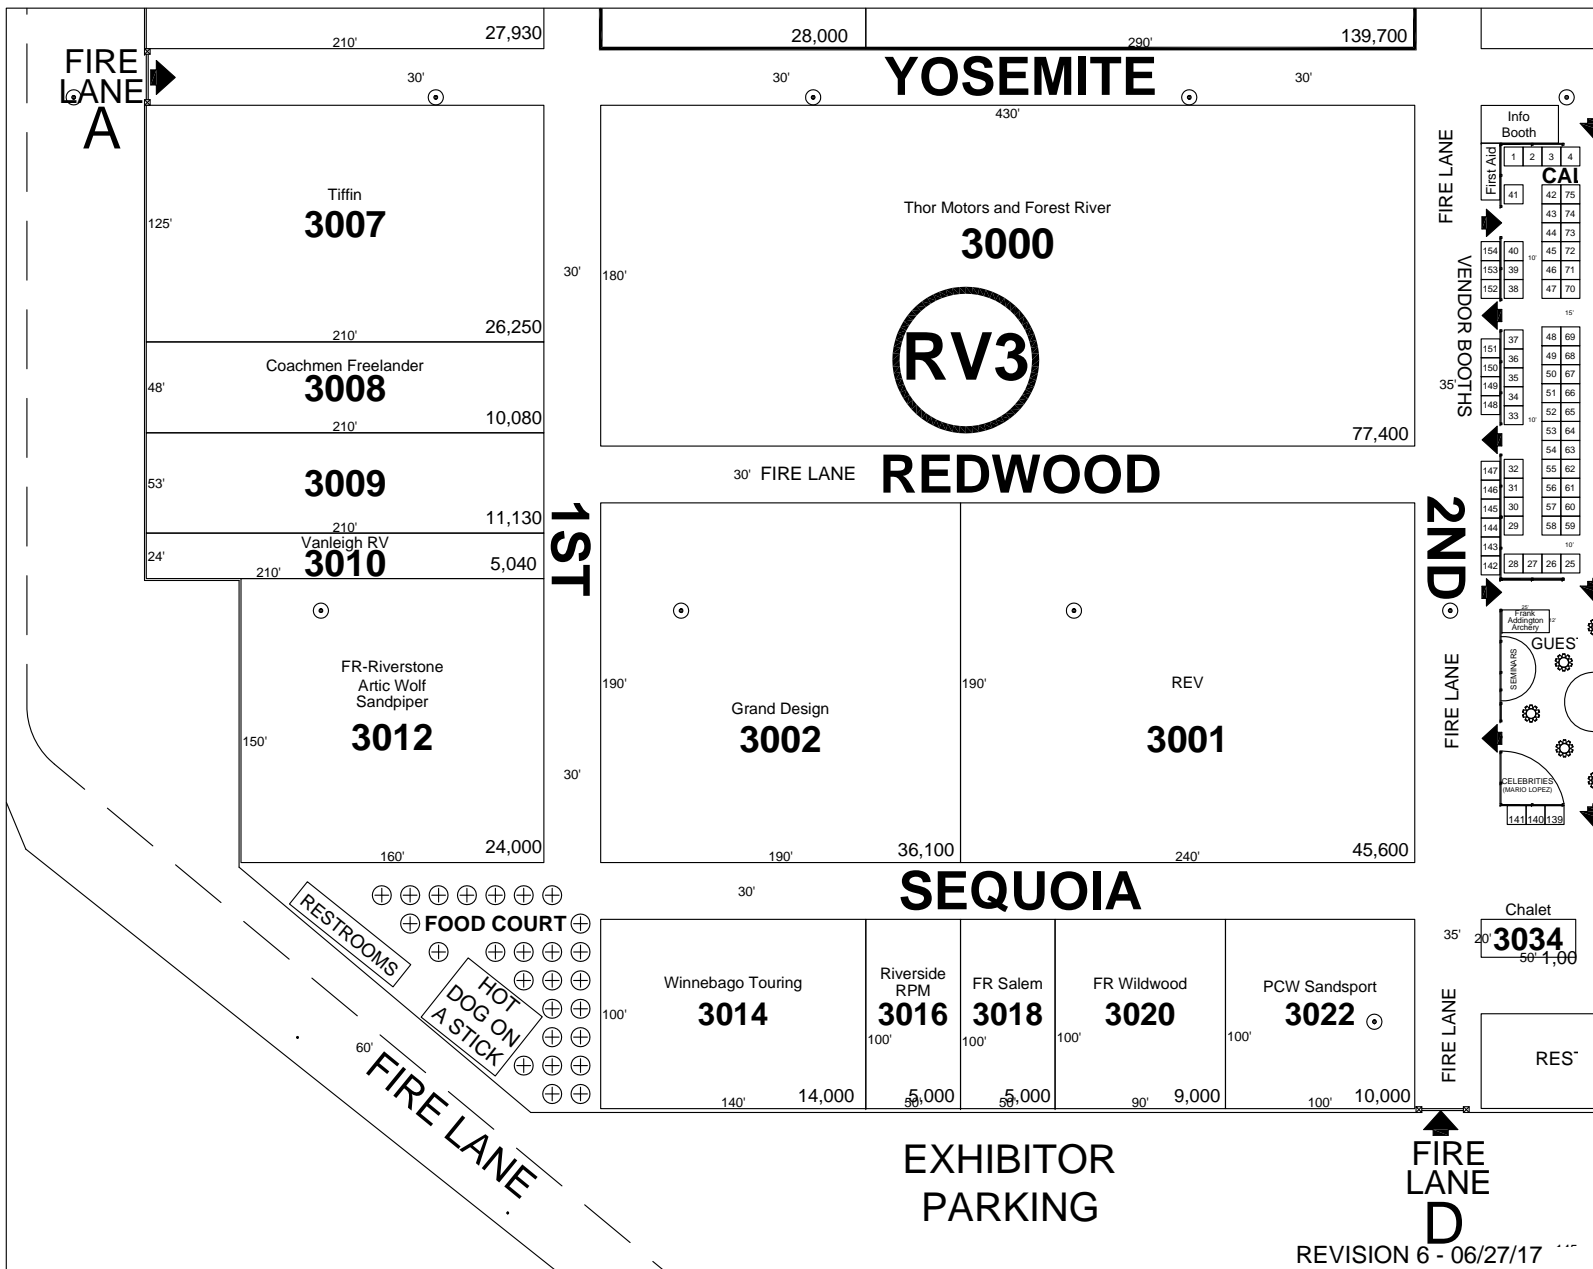 27,930
210'
28,000
290'
139,700
FIRE
LANE
A
30'
30'
YOSEMITE
30'
430'
Tiffin
3007
125'
26,250
210'
Coachmen Freelander
3008
48'
10,080
210'
3009
53'
11,130
210'
Vanleigh RV
3010
24'
5,040
210'
FR-Riverstone
Artic Wolf
Sandpiper
3012
150'
24,000
160'
30'
1ST
30'
Thor Motors and Forest River
3000
180'
RV3
77,400
30' FIRE LANE REDWOOD
Grand Design
3002
190'
190'
36,100
REV
3001
190'
240'
45,600
30'
SEQUOIA
Winnebago Touring
3014
100'
140'
14,000
Riverside
RPM
3016
100'
50'
5,000
FR Salem
3018
100'
50'
5,000
FR Wildwood
3020
100'
90'
9,000
PCW Sandsport
3022
100'
100'
10,000
RESTROOMS
FOOD COURT
HOT
DOG ON
A STICK
60'
FIRE LANE
EXHIBITOR
PARKING
FIRE LANE
VENDOR BOOTHS
35'
2ND
FIRE LANE
35'
FIRE LANE
FIRE
LANE
D
Info
Booth
First Aid
1 2 3 4
CAL
41 42 75
43 74
44 73
154 40 10' 45 72
153 39 46 71
152 38 47 70
15'
37 48 69
151 36 49 68
150 35 50 67
149 34 51 66
148 33 52 65
10' 53 64
54 63
147 32 55 62
146 31 56 61
145 30 57 60
144 29 58 59
143 10'
142 28 27 26 25
25'
Frank
Addington
Archery
12'
GUEST
SEMINARS
CELEBRITIES
(MARIO LOPEZ)
141 140 139
Chalet
3034
20'
50' 1,00
REST
REVISION 6 - 06/27/17